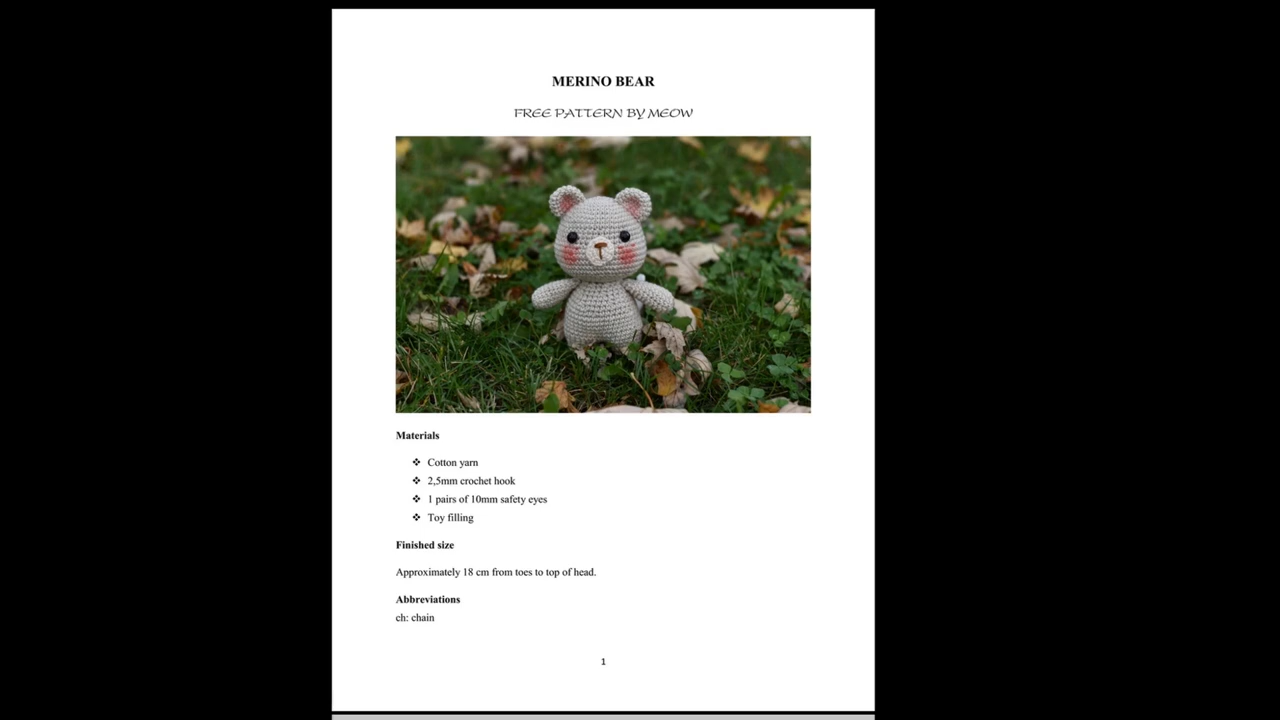 MERINO BEAR
FREE PATTERN BY MEOW
Materials
❖ Cotton yarn
❖ 2,5mm crochet hook
❖ 1 pairs of 10mm safety eyes
❖ Toy filling
Finished size
Approximately 18 cm from toes to top of head.
Abbreviations
ch: chain
1